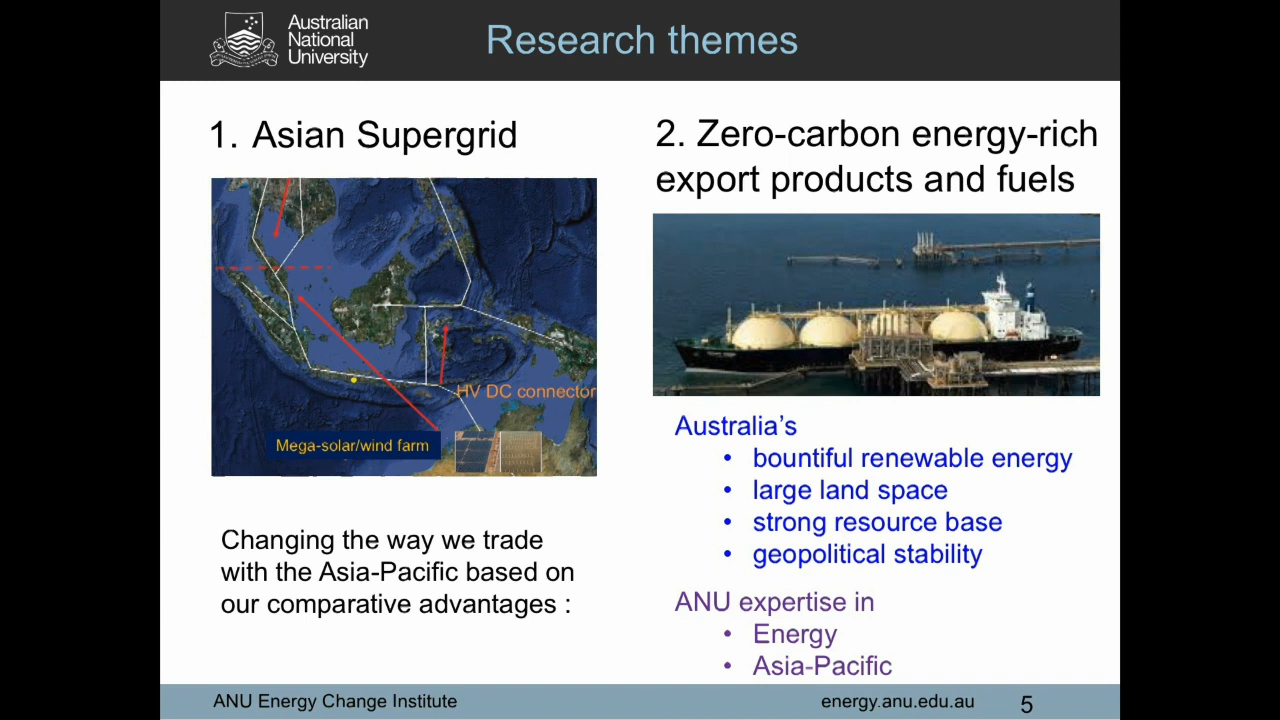 Australian
National
University
Research themes
1. Asian Supergrid
HV DC connector
Mega-solar/wind farm
Changing the way we trade
with the Asia-Pacific based on
our comparative advantages :
2. Zero-carbon energy-rich
export products and fuels
Australia's
• bountiful renewable energy
• large land space
• strong resource base
• geopolitical stability
ANU expertise in
• Energy
• Asia-Pacific
ANU Energy Change Institute
energy.anu.edu.au
5